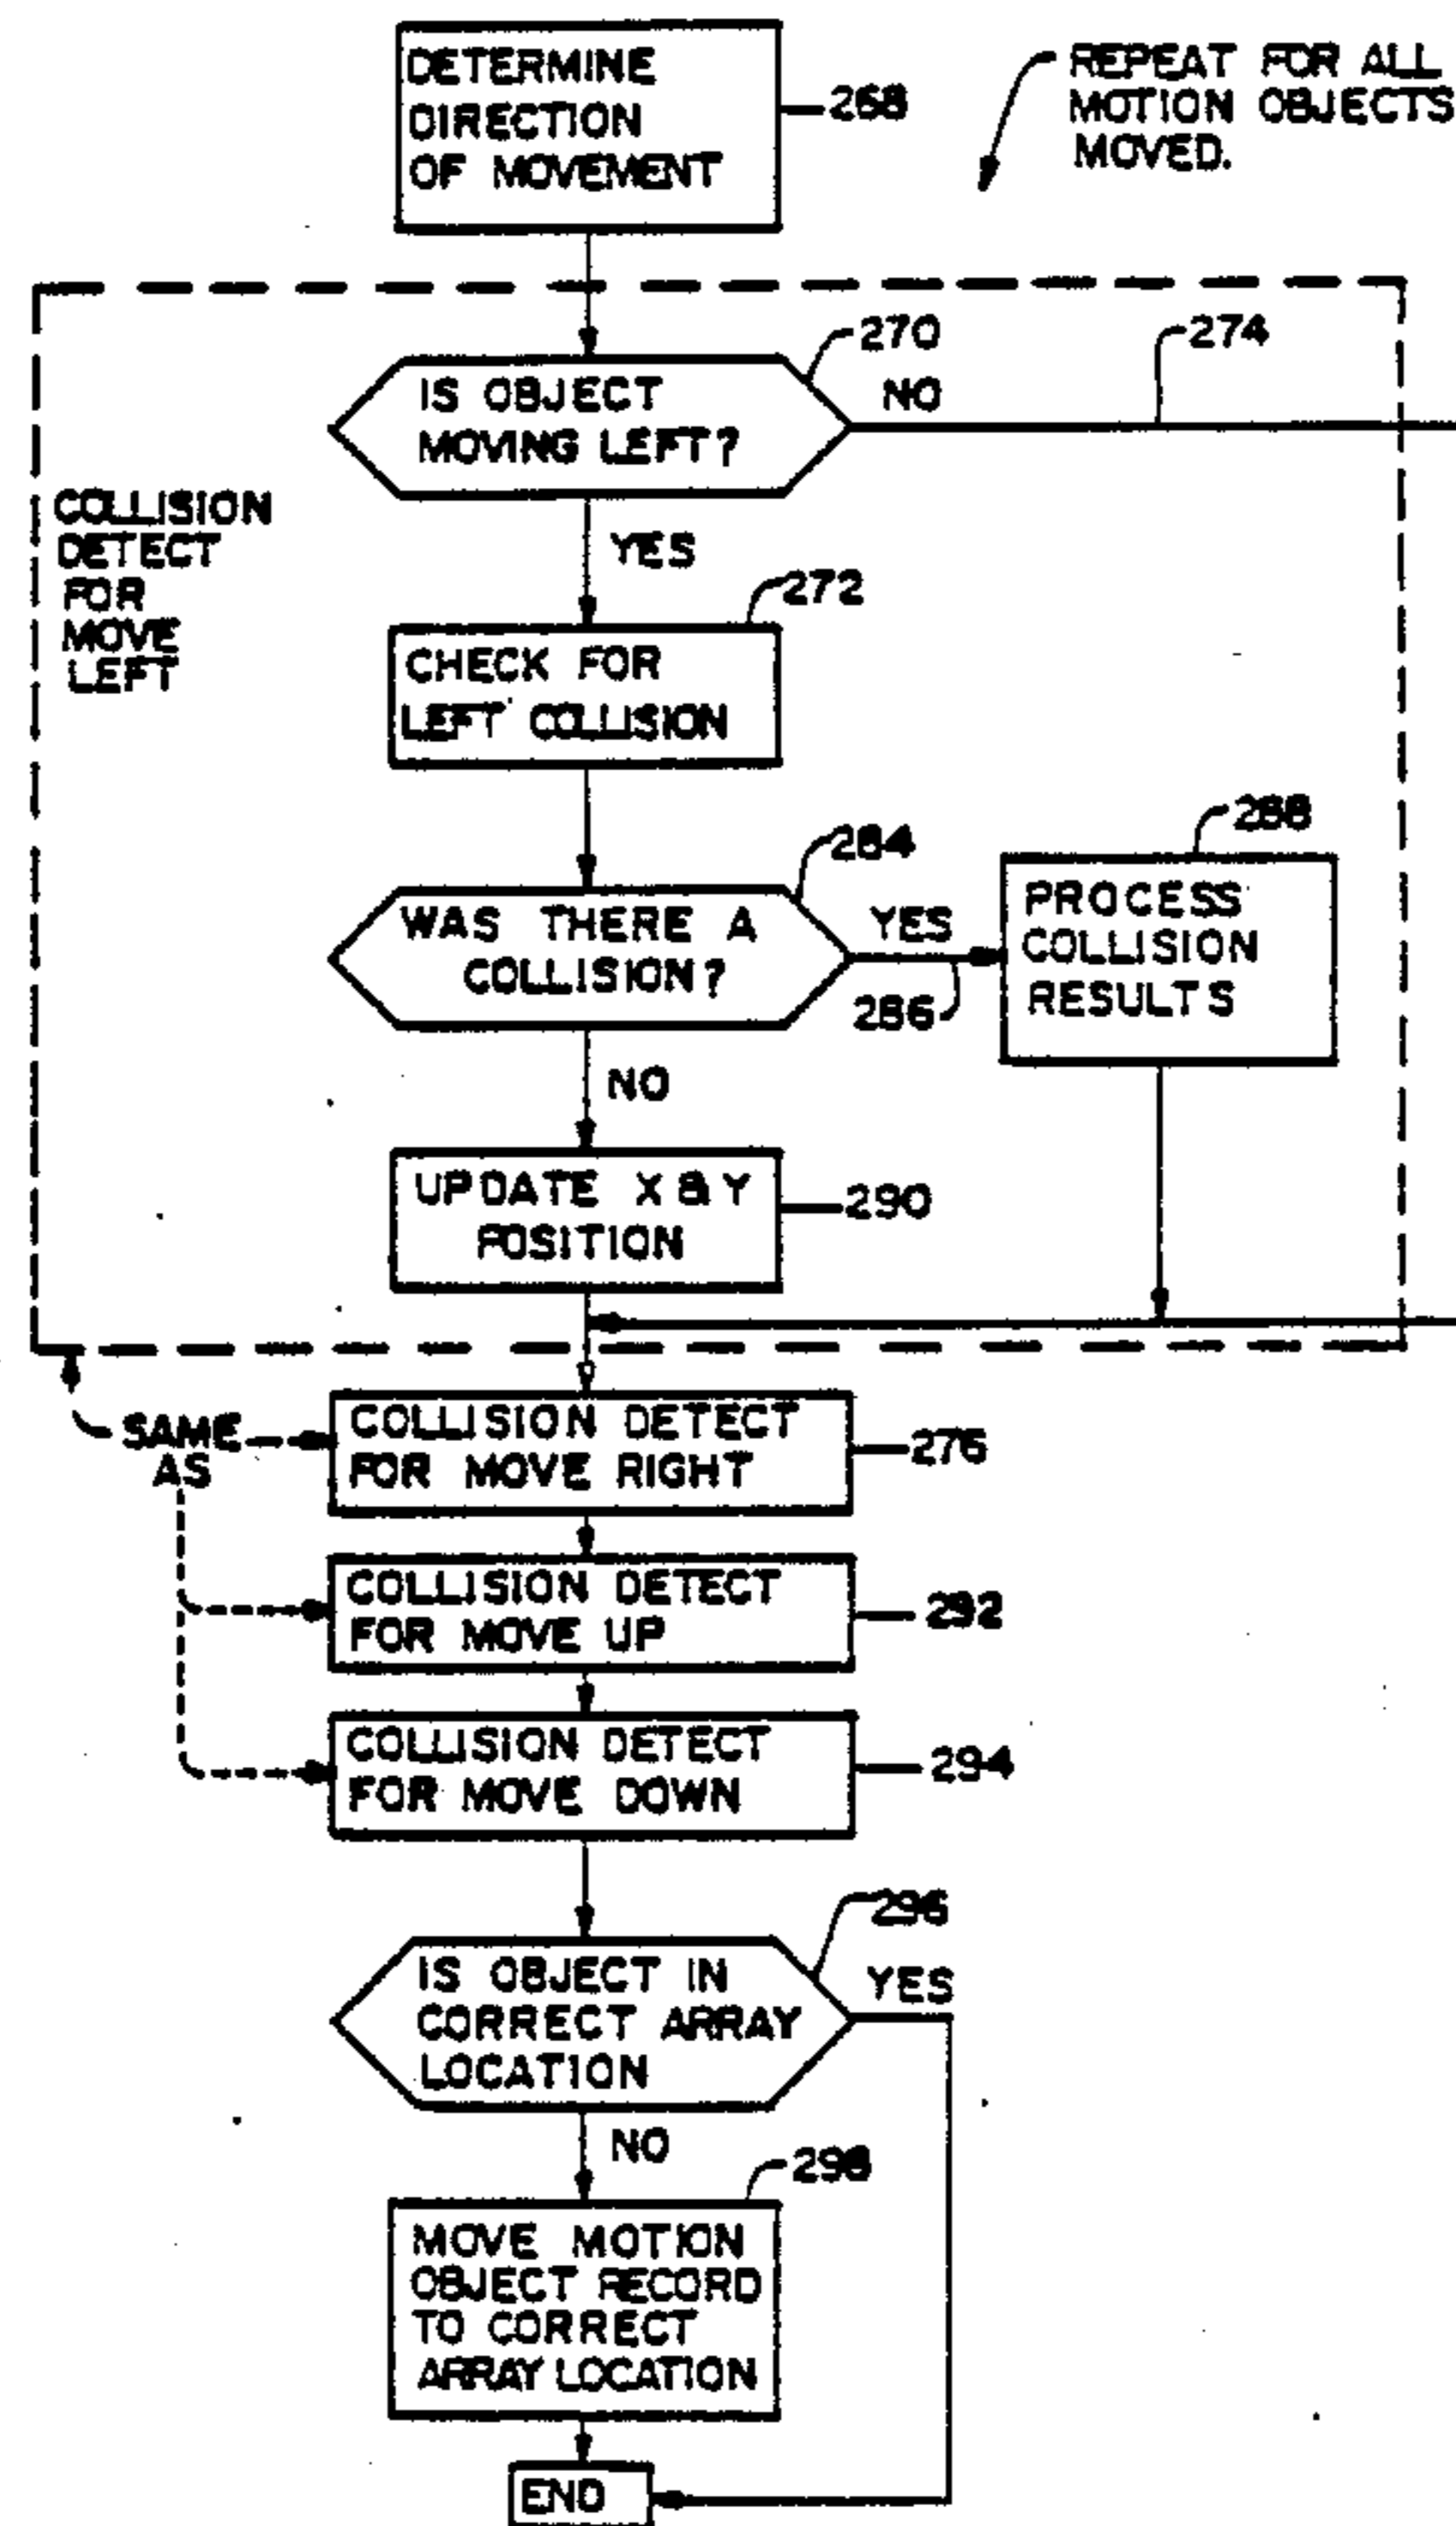 DETERMINE
DIRECTION
OF MOVEMENT
268
REPEAT FOR ALL
MOTION OBJECTS
MOVED.
270
274
IS OBJECT
MOVING LEFT?
NO
YES
COLLISION
DETECT
FOR
MOVE
LEFT
272
CHECK FOR
LEFT COLLISION
284
288
WAS THERE A
COLLISION?
YES
286
PROCESS
COLLISION
RESULTS
NO
UPDATE X & Y
POSITION
290
SAME
AS
COLLISION DETECT
FOR MOVE RIGHT
276
COLLISION DETECT
FOR MOVE UP
292
COLLISION DETECT
FOR MOVE DOWN
294
296
IS OBJECT IN
CORRECT ARRAY
LOCATION
YES
NO
298
MOVE MOTION
OBJECT RECORD
TO CORRECT
ARRAY LOCATION
END